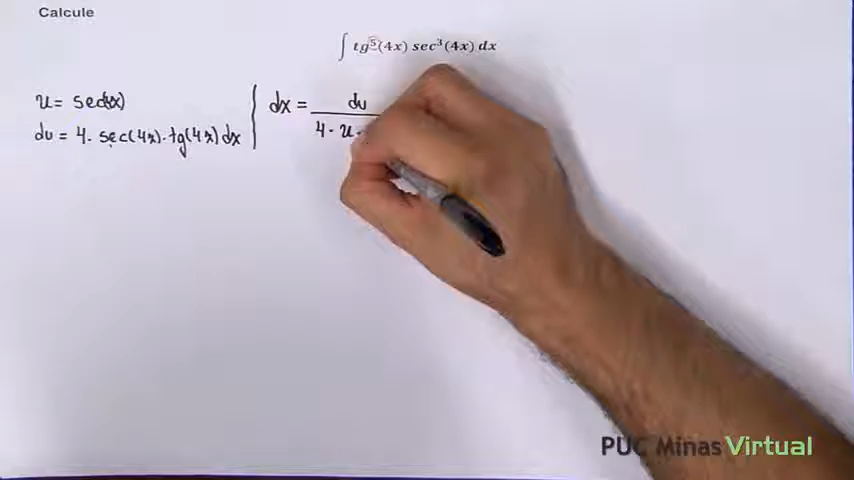 Calcule
∫ tg⁵(4x) sec³(4x) dx
u = sec(4x)
du = 4 · sec(4x) · tg(4x) dx
dx = du
4 · u ·
PUC Minas Virtual